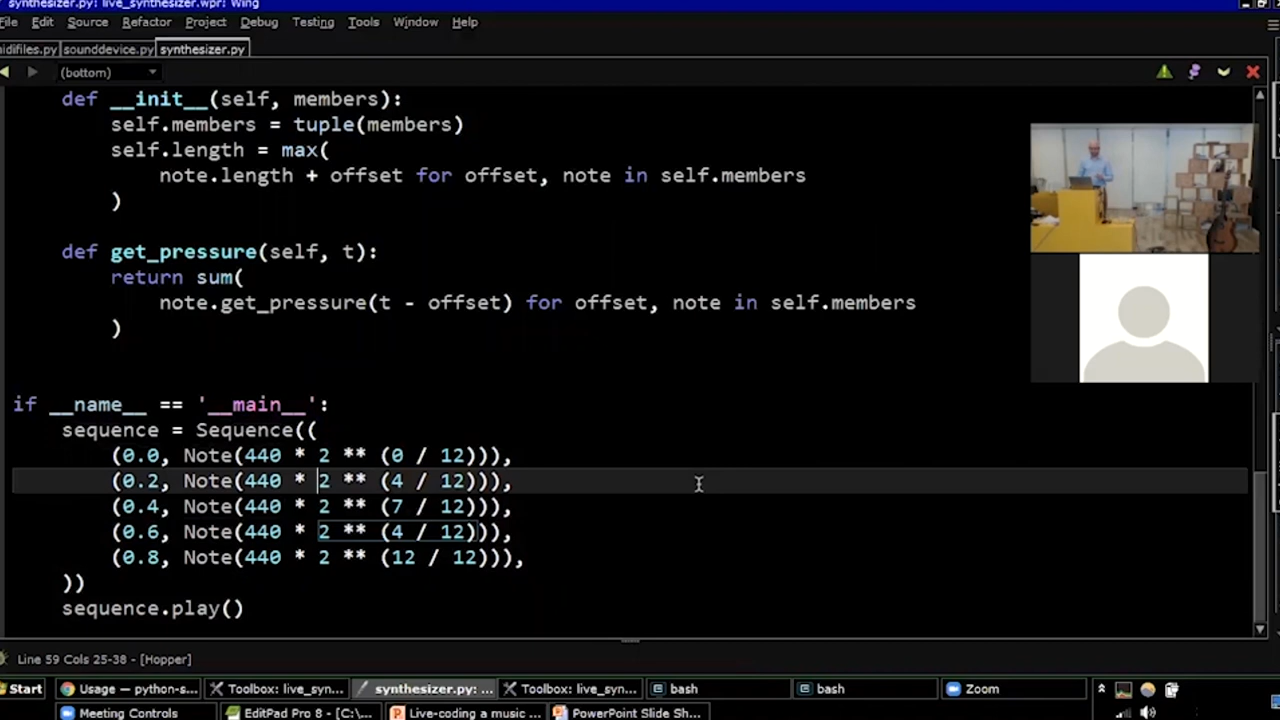 synthesizer.py: live_synthesizer.wpr: Wing
File Edit Source Refactor Project Debug Testing Tools Window Help
midifiles.py sounddevice.py synthesizer.py
(bottom)
def __init__(self, members):
self.members = tuple(members)
self.length = max(
note.length + offset for offset, note in self.members
)
def get_pressure(self, t):
return sum(
note.get_pressure(t - offset) for offset, note in self.members
)
if __name__ == '__main__':
sequence = Sequence((
(0.0, Note(440 * 2 ** (0 / 12))),
(0.2, Note(440 * 2 ** (4 / 12))),
(0.4, Note(440 * 2 ** (7 / 12))),
(0.6, Note(440 * 2 ** (4 / 12))),
(0.8, Note(440 * 2 ** (12 / 12))),
))
sequence.play()
Line 59 Cols 25-38 - [Hopper]
Start Usage — python-s... Toolbox: live_syn... synthesizer.py: ... Toolbox: live_syn... bash bash Zoom
Meeting Controls EditPad Pro 8 - [C:\... Live-coding a music ... PowerPoint Slide Sh...